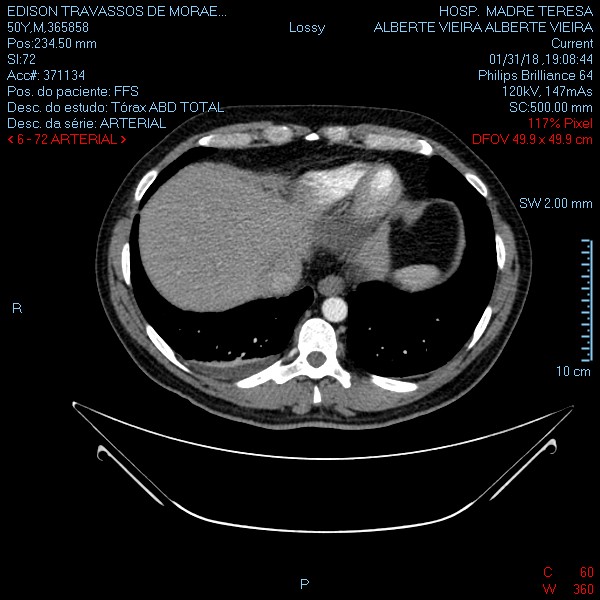 EDISON TRAVASSOS DE MORAE...
50Y,M,365858
Pos:234.50 mm
Sl:72
Acc#: 371134
Pos. do paciente: FFS
Desc. do estudo: Tórax ABD TOTAL
Desc. da série: ARTERIAL
< 6 - 72 ARTERIAL >
Lossy
HOSP. MADRE TERESA
ALBERTE VIEIRA ALBERTE VIEIRA
Current
01/31/18 ,19:08:44
Philips Brilliance 64
120kV, 147mAs
SC:500.00 mm
117% Pixel
DFOV 49.9 x 49.9 cm
SW 2.00 mm
R
10 cm
P
C 60
W 360